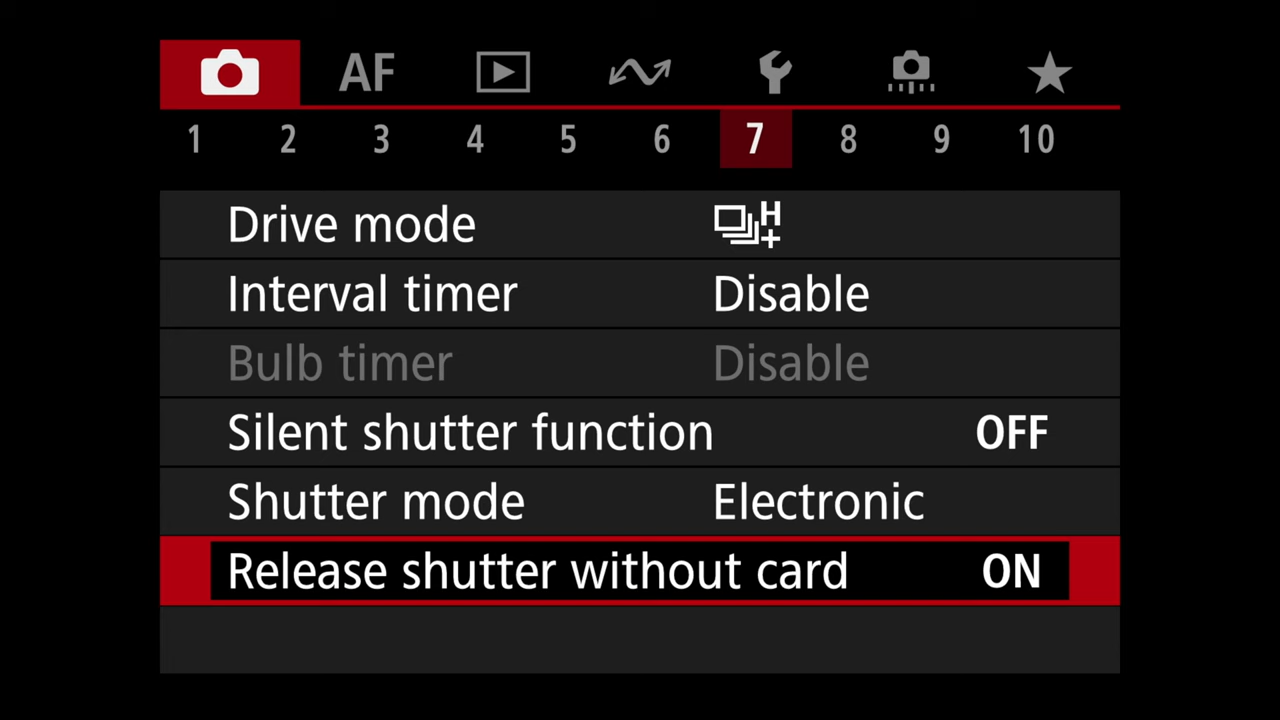 AF
1 2 3 4 5 6 7 8 9 10
Drive mode H+
Interval timer Disable
Bulb timer Disable
Silent shutter function OFF
Shutter mode Electronic
Release shutter without card ON